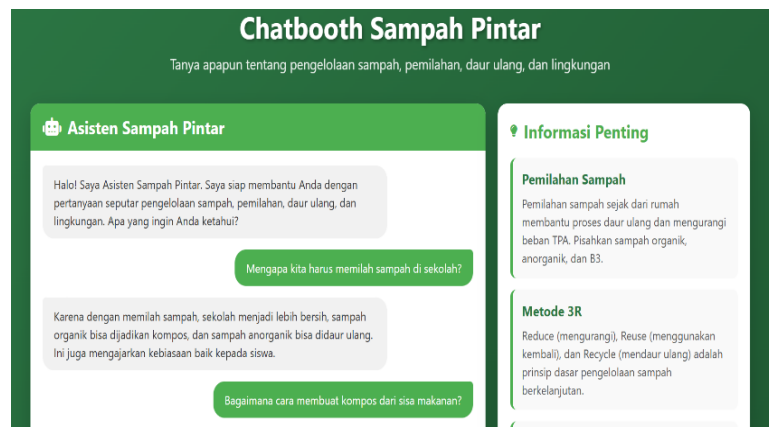 Chatbooth Sampah Pintar
Tanya apapun tentang pengelolaan sampah, pemilahan, daur ulang, dan lingkungan
Asisten Sampah Pintar
Halo! Saya Asisten Sampah Pintar. Saya siap membantu Anda dengan
pertanyaan seputar pengelolaan sampah, pemilahan, daur ulang, dan
lingkungan. Apa yang ingin Anda ketahui?
Mengapa kita harus memilah sampah di sekolah?
Karena dengan memilah sampah, sekolah menjadi lebih bersih, sampah
organik bisa dijadikan kompos, dan sampah anorganik bisa didaur ulang.
Ini juga mengajarkan kebiasaan baik kepada siswa.
Bagaimana cara membuat kompos dari sisa makanan?
Informasi Penting
Pemilahan Sampah
Pemilahan sampah sejak dari rumah
membantu proses daur ulang dan mengurangi
beban TPA. Pisahkan sampah organik,
anorganik, dan B3.
Metode 3R
Reduce (mengurangi), Reuse (menggunakan
kembali), dan Recycle (mendaur ulang) adalah
prinsip dasar pengelolaan sampah
berkelanjutan.